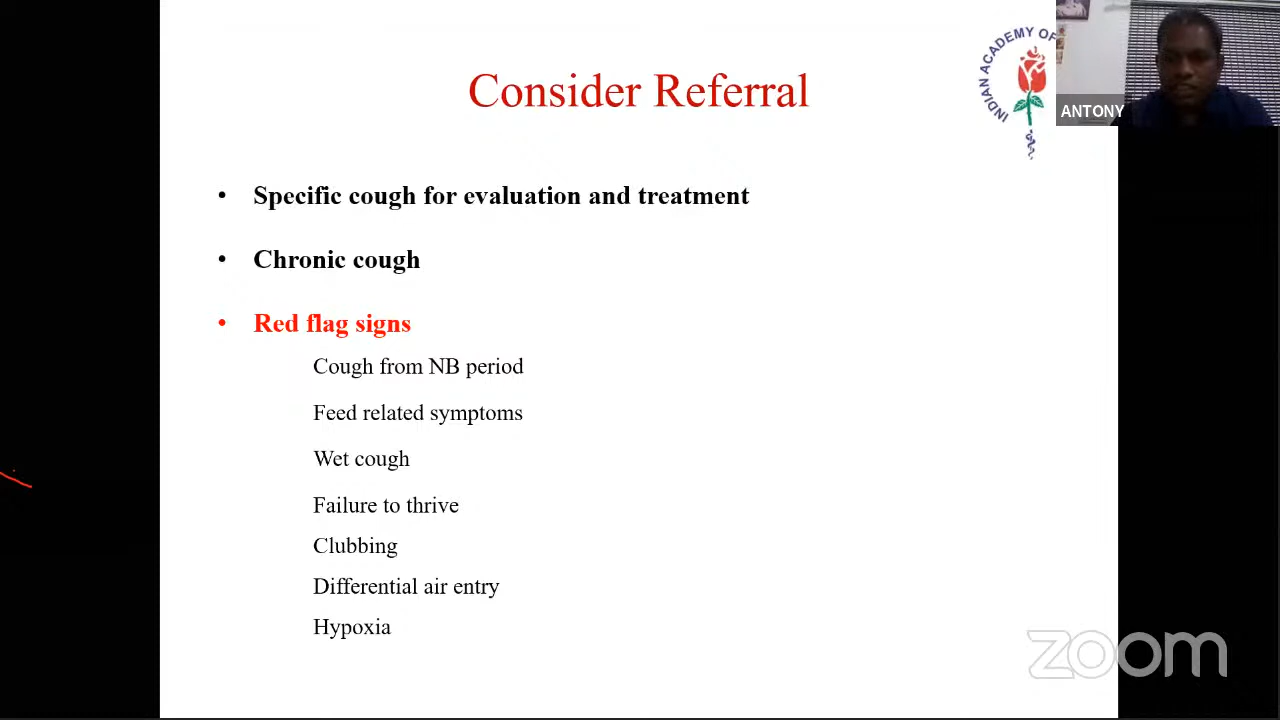 Consider Referral
INDIAN ACADEMY OF
ANTONY
• Specific cough for evaluation and treatment
• Chronic cough
• Red flag signs
Cough from NB period
Feed related symptoms
Wet cough
Failure to thrive
Clubbing
Differential air entry
Hypoxia
zoom